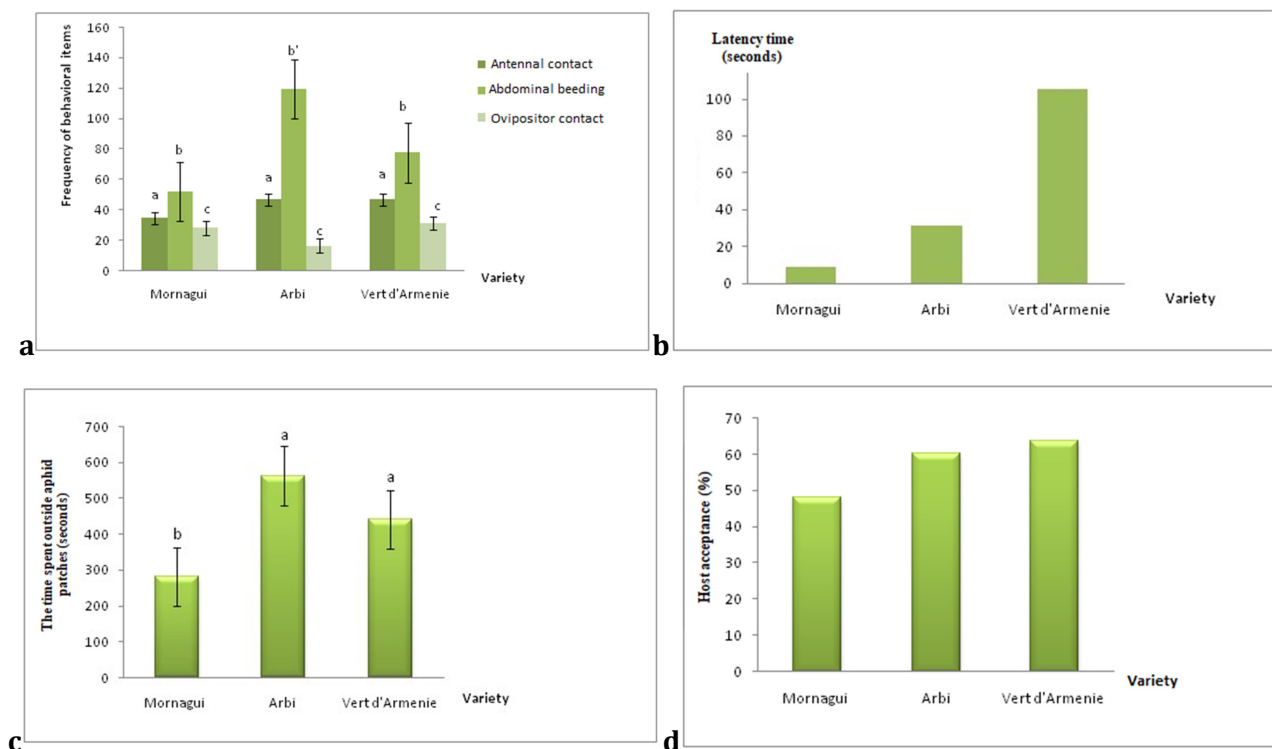 160
140
120
100
80
60
40
20
0
Frequency of behavioral items
a
b
c
a
b'
c
a
b
c
Antennal contact
Abdominal beeding
Ovipositor contact
Mornagui
Arbi
Vert d'Armenie
Variety
a
Latency time
(seconds)
100
80
60
40
20
0
Mornagui
Arbi
Vert d'Armenie
Variety
b
The time spent outside aphid
patches (seconds)
700
600
500
400
300
200
100
0
b
a
a
Mornagui
Arbi
Vert d'Armenie
Variety
c
Host acceptance (%)
70
60
50
40
30
20
10
0
Mornagui
Arbi
Vert d'Armenie
Variety
d